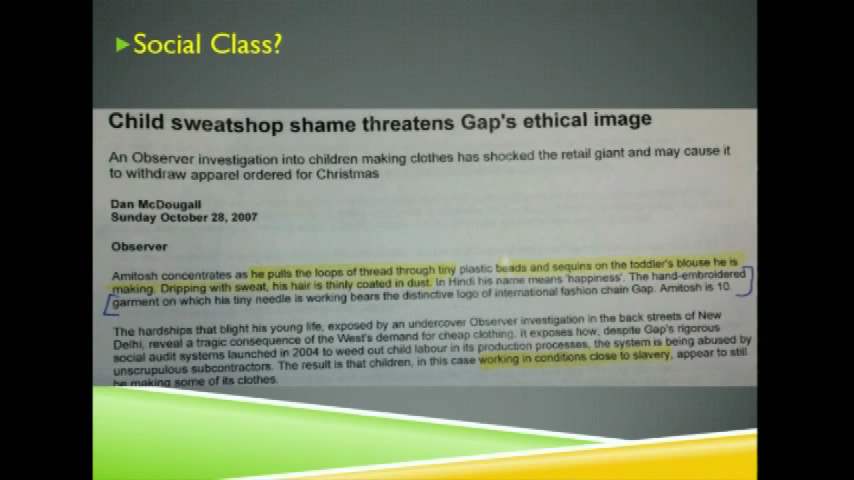 Social Class?
Child sweatshop shame threatens Gap's ethical image
An Observer investigation into children making clothes has shocked the retail giant and may cause it
to withdraw apparel ordered for Christmas
Dan McDougall
Sunday October 28, 2007
Observer
Amitosh concentrates as he pulls the loops of thread through tiny plastic beads and sequins on the toddler's blouse he is
making. Dripping with sweat, his hair is thinly coated in dust. In Hindi his name means 'happiness'. The hand-embroidered
garment on which his tiny needle is working bears the distinctive logo of international fashion chain Gap. Amitosh is 10.
The hardships that blight his young life, exposed by an undercover Observer investigation in the back streets of New
Delhi, reveal a tragic consequence of the West's demand for cheap clothing. It exposes how, despite Gap's rigorous
social audit systems launched in 2004 to weed out child labour in its production processes, the system is being abused by
unscrupulous subcontractors. The result is that children, in this case working in conditions close to slavery, appear to still
be making some of its clothes.